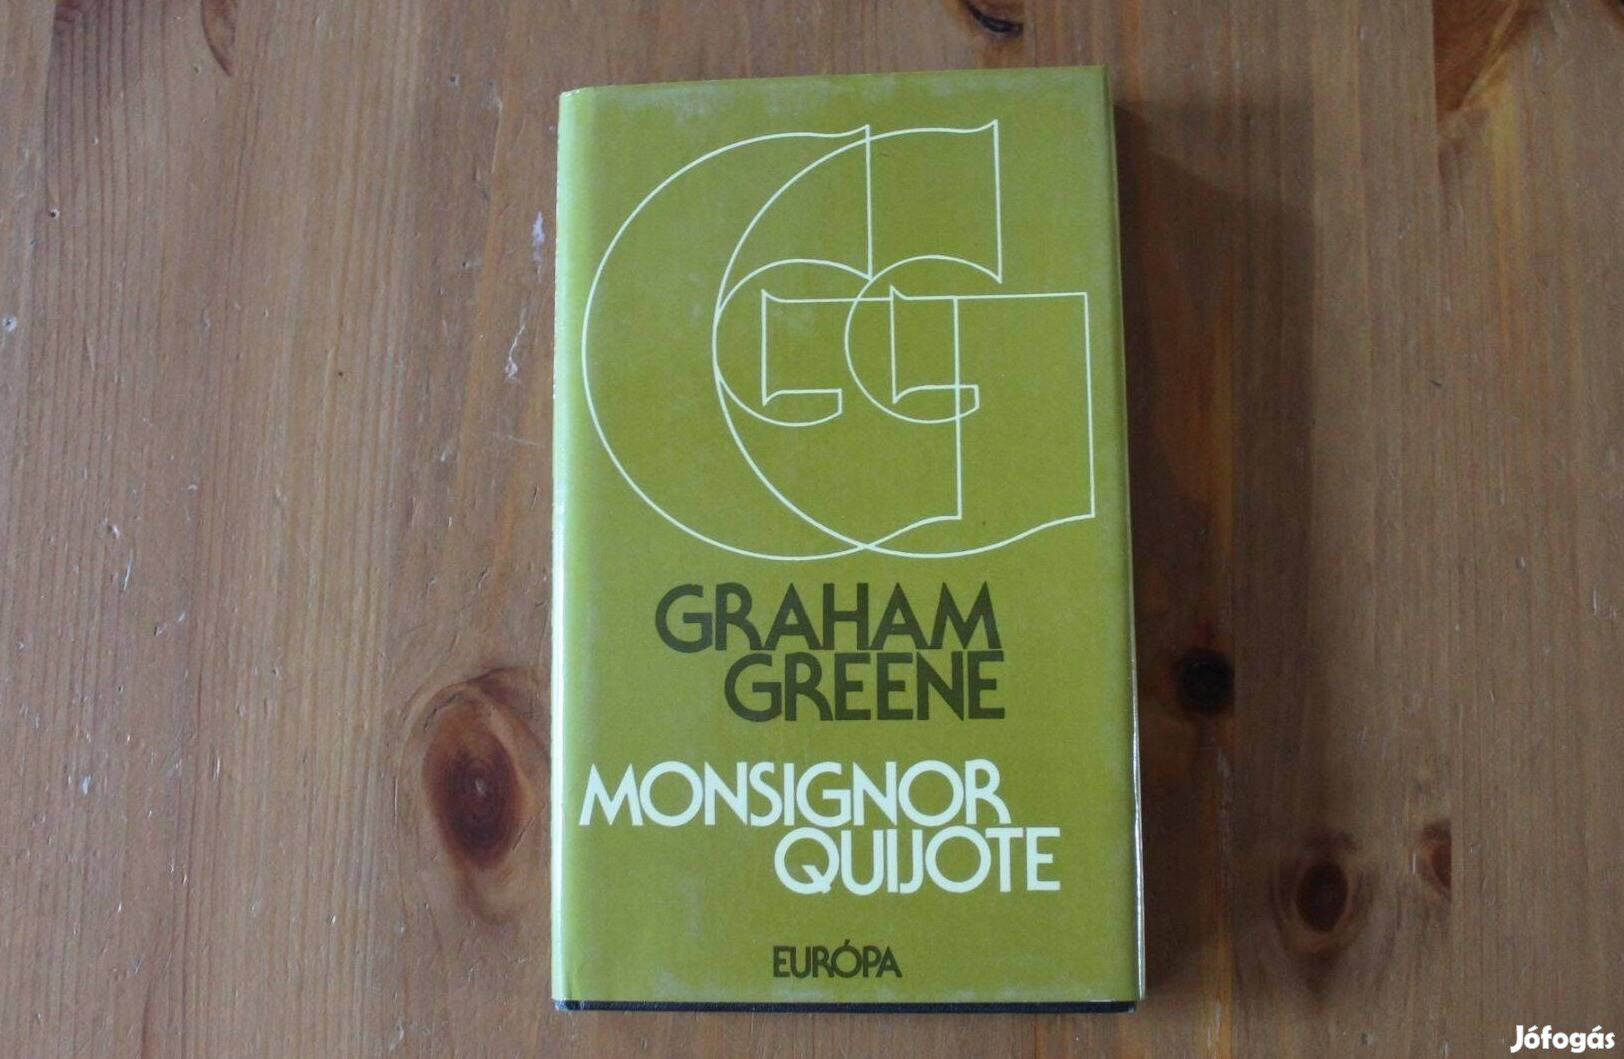 GG
GRAHAM
GREENE
MONSIGNOR
QUIJOTE
EURÓPA
Jófogás